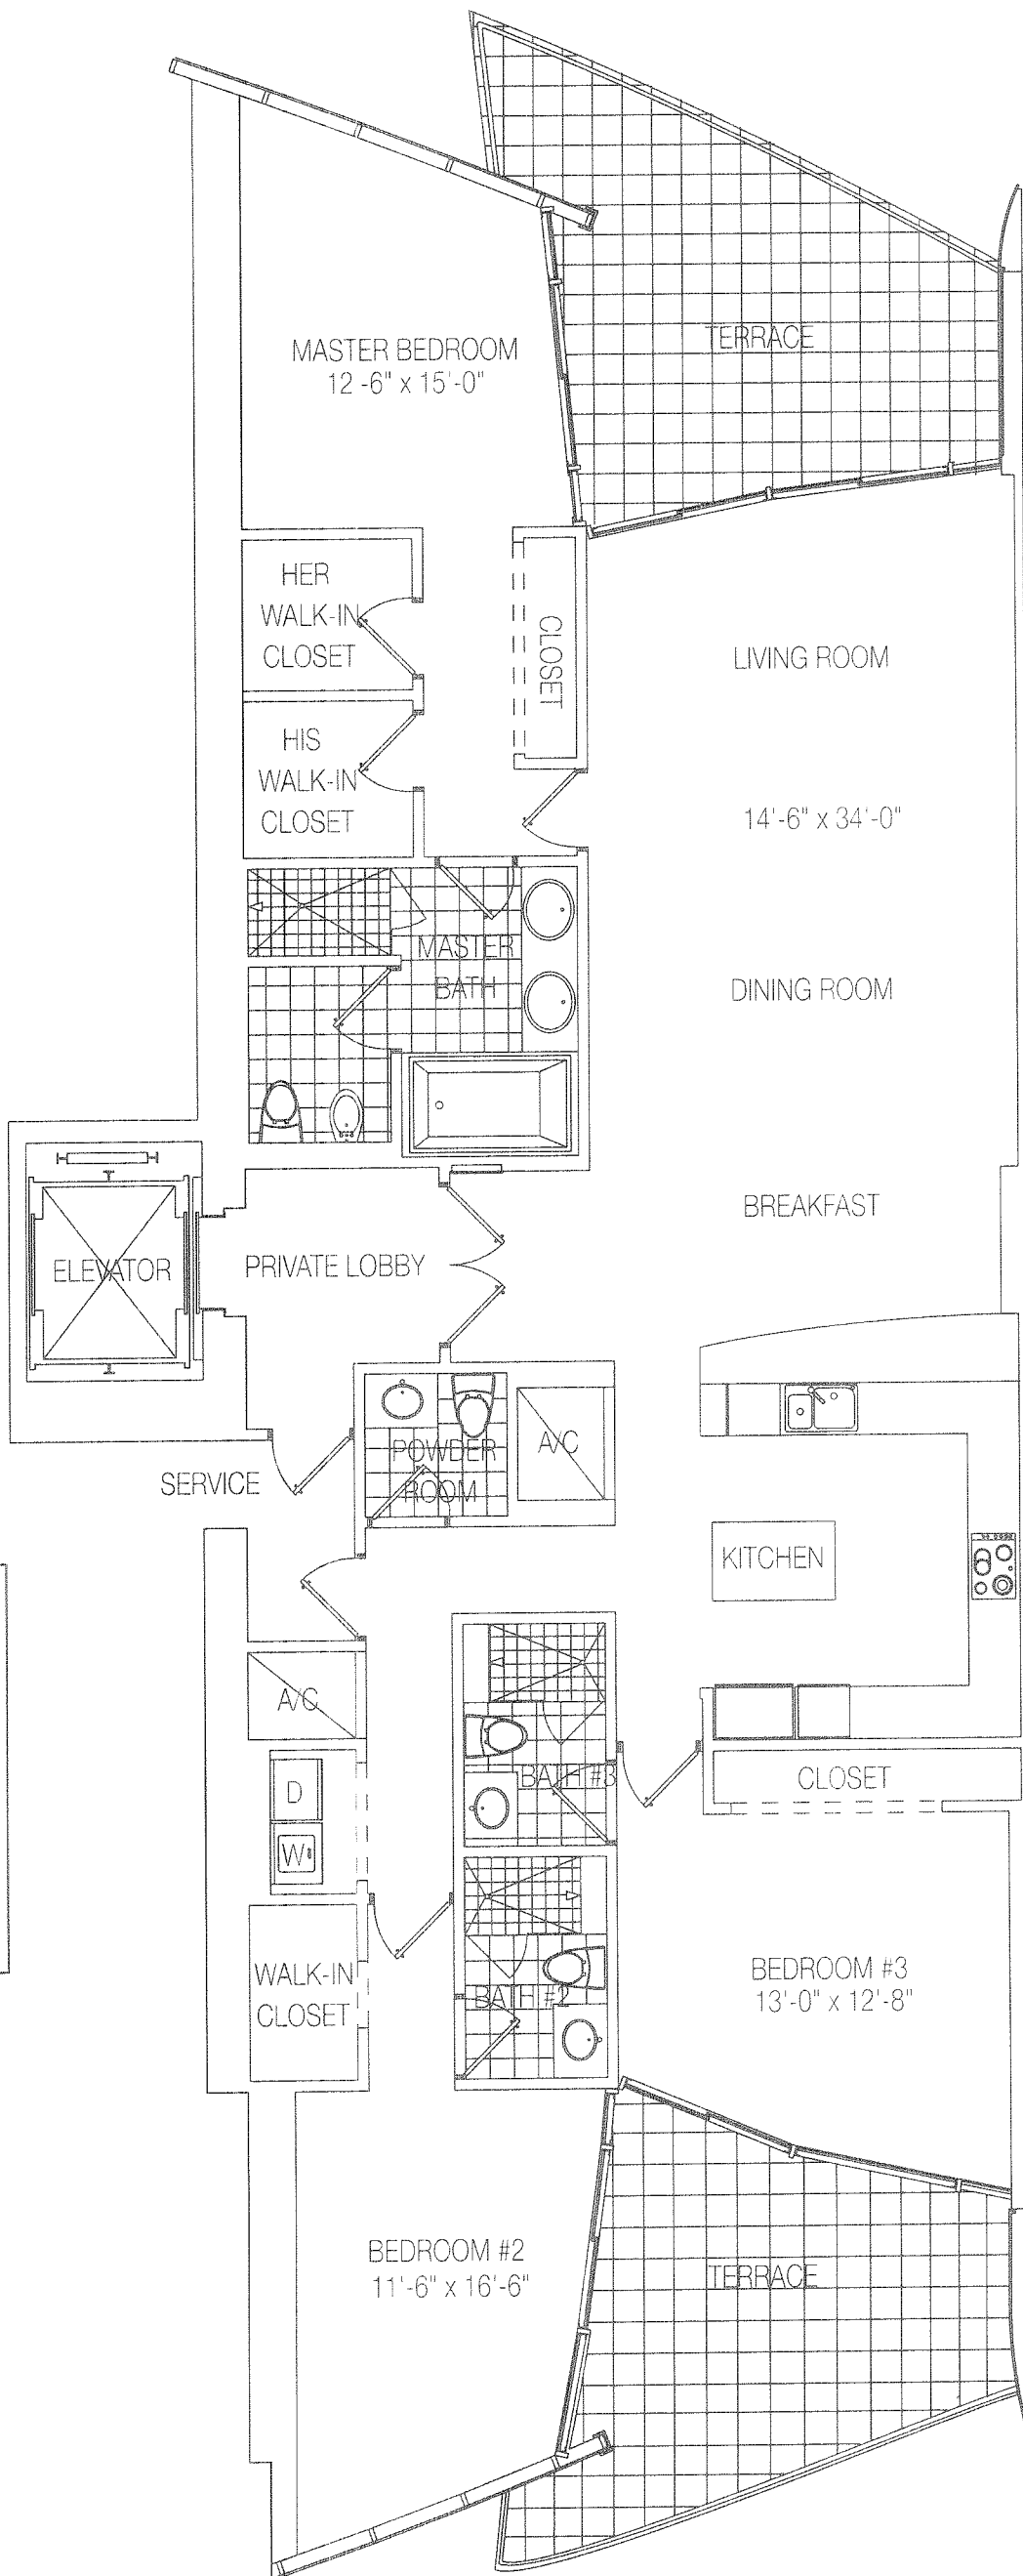 TERRACE
MASTER BEDROOM
12 -6" x 15'-0"
HER
WALK-IN
CLOSET
CLOSET
LIVING ROOM
HIS
WALK-IN
CLOSET
14'-6" x 34'-0"
MASTER
BATH
DINING ROOM
BREAKFAST
ELEVATOR
PRIVATE LOBBY
POWDER
ROOM
A/C
SERVICE
KITCHEN
A/C
D
BATH #3
CLOSET
W
WALK-IN
CLOSET
BATH #2
BEDROOM #3
13'-0" x 12'-8"
BEDROOM #2
11'-6" x 16'-6"
TERRACE